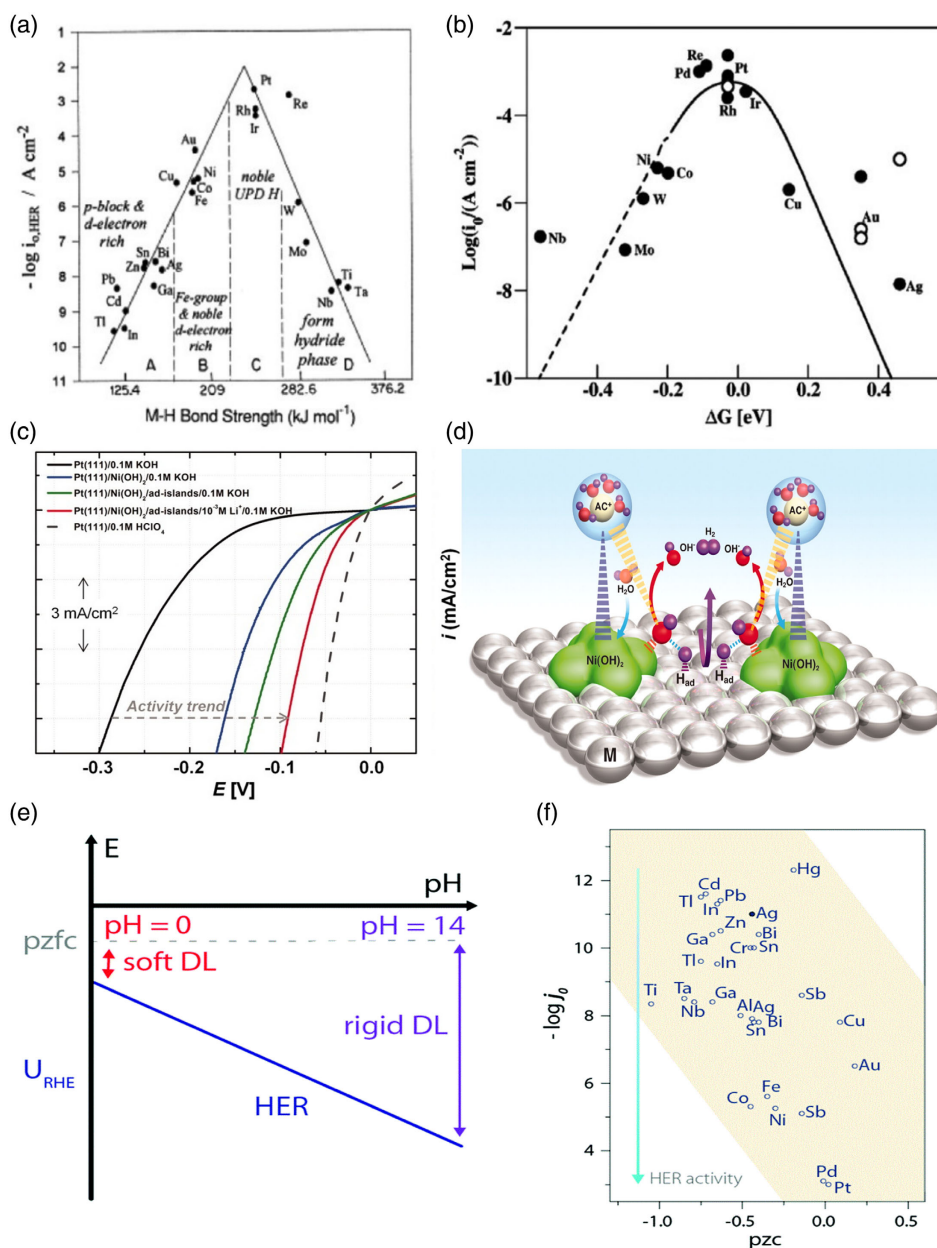 (a)
- log i₀,HER / A cm⁻²
1
2
3
4
5
6
7
8
9
10
11
Pt
Re
Rh
Ir
Au
Cu
Ni
Co
Fe
noble
UPD H
W
Mo
p-block &
d-electron
rich
Sn
Bi
Zn
Ag
Pb
Ga
Cd
Tl
In
Ti
Nb
Ta
Fe-group
& noble
d-electron
rich
form
hydride
phase
A
B
C
D
125.4
209
282.6
376.2
M-H Bond Strength (kJ mol⁻¹)
(b)
Log(i₀/(A cm⁻²))
-2
-4
-6
-8
-10
Re
Pd
Pt
Rh
Ir
Ni
Co
W
Nb
Mo
Cu
Au
Ag
-0.4
-0.2
0.0
0.2
0.4
ΔG [eV]
(c)
Pt(111)/0.1M KOH
Pt(111)/Ni(OH)₂/0.1M KOH
Pt(111)/Ni(OH)₂/ad-islands/0.1M KOH
Pt(111)/Ni(OH)₂/ad-islands/10⁻³M Li⁺/0.1M KOH
Pt(111)/0.1M HClO₄
3 mA/cm²
Activity trend
-0.3
-0.2
-0.1
0.0
E [V]
i (mA/cm²)
(d)
AC⁺
AC⁺
H₂
OH⁻
OH⁻
H₂O
H₂O
Ni(OH)₂
Ni(OH)₂
Had
Had
M
(e)
E
pH
pH = 0
pH = 14
pzfc
soft DL
rigid DL
URHE
HER
(f)
- log j₀
12
10
8
6
4
Hg
Cd
Pb
Tl
In
Ag
Zn
Bi
Ga
Cr
Sn
Tl
In
Ti
Ta
Nb
Ga
Al
Ag
Sn
Bi
Sb
Cu
Au
Fe
Co
Ni
Sb
Pd
Pt
HER activity
-1.0
-0.5
0.0
0.5
pzc